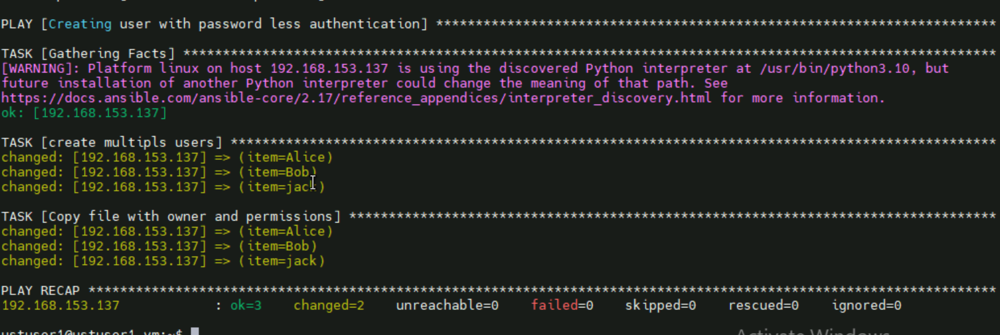 PLAY [Creating user with password less authentication] ***********************************************************************
TASK [Gathering Facts] *******************************************************************************************************
[WARNING]: Platform linux on host 192.168.153.137 is using the discovered Python interpreter at /usr/bin/python3.10, but
future installation of another Python interpreter could change the meaning of that path. See
https://docs.ansible.com/ansible-core/2.17/reference_appendices/interpreter_discovery.html for more information.
ok: [192.168.153.137]
TASK [create multipls users] *************************************************************************************************
changed: [192.168.153.137] => (item=Alice)
changed: [192.168.153.137] => (item=Bob)
changed: [192.168.153.137] => (item=jack)
TASK [Copy file with owner and permissions] **********************************************************************************
changed: [192.168.153.137] => (item=Alice)
changed: [192.168.153.137] => (item=Bob)
changed: [192.168.153.137] => (item=jack)
PLAY RECAP *******************************************************************************************************************
192.168.153.137 : ok=3 changed=2 unreachable=0 failed=0 skipped=0 rescued=0 ignored=0
ustuser1@ustuser1-vm:~$
Activate Windows